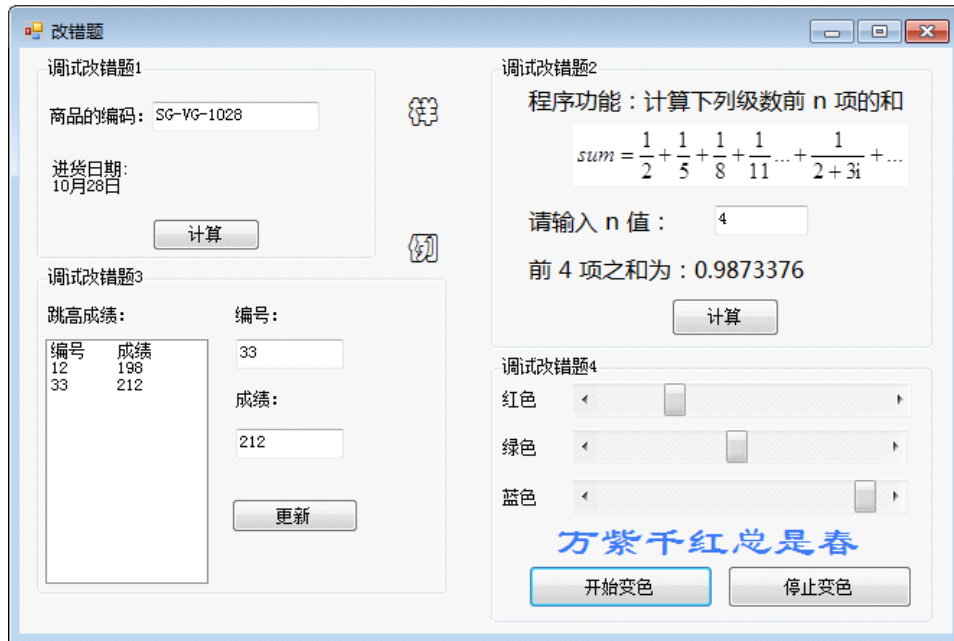 改错题
调试改错题1
商品的编码：SG-VG-1028
进货日期：
10月28日
计算
样
例
调试改错题2
程序功能：计算下列级数前 n 项的和
sum = 1/2 + 1/5 + 1/8 + 1/11 ... + 1/(2+3i) + ...
请输入 n 值： 4
前 4 项之和为：0.9873376
计算
调试改错题3
跳高成绩：
编号 成绩
12 198
33 212
编号：
33
成绩：
212
更新
调试改错题4
红色
绿色
蓝色
万紫千红总是春
开始变色 停止变色